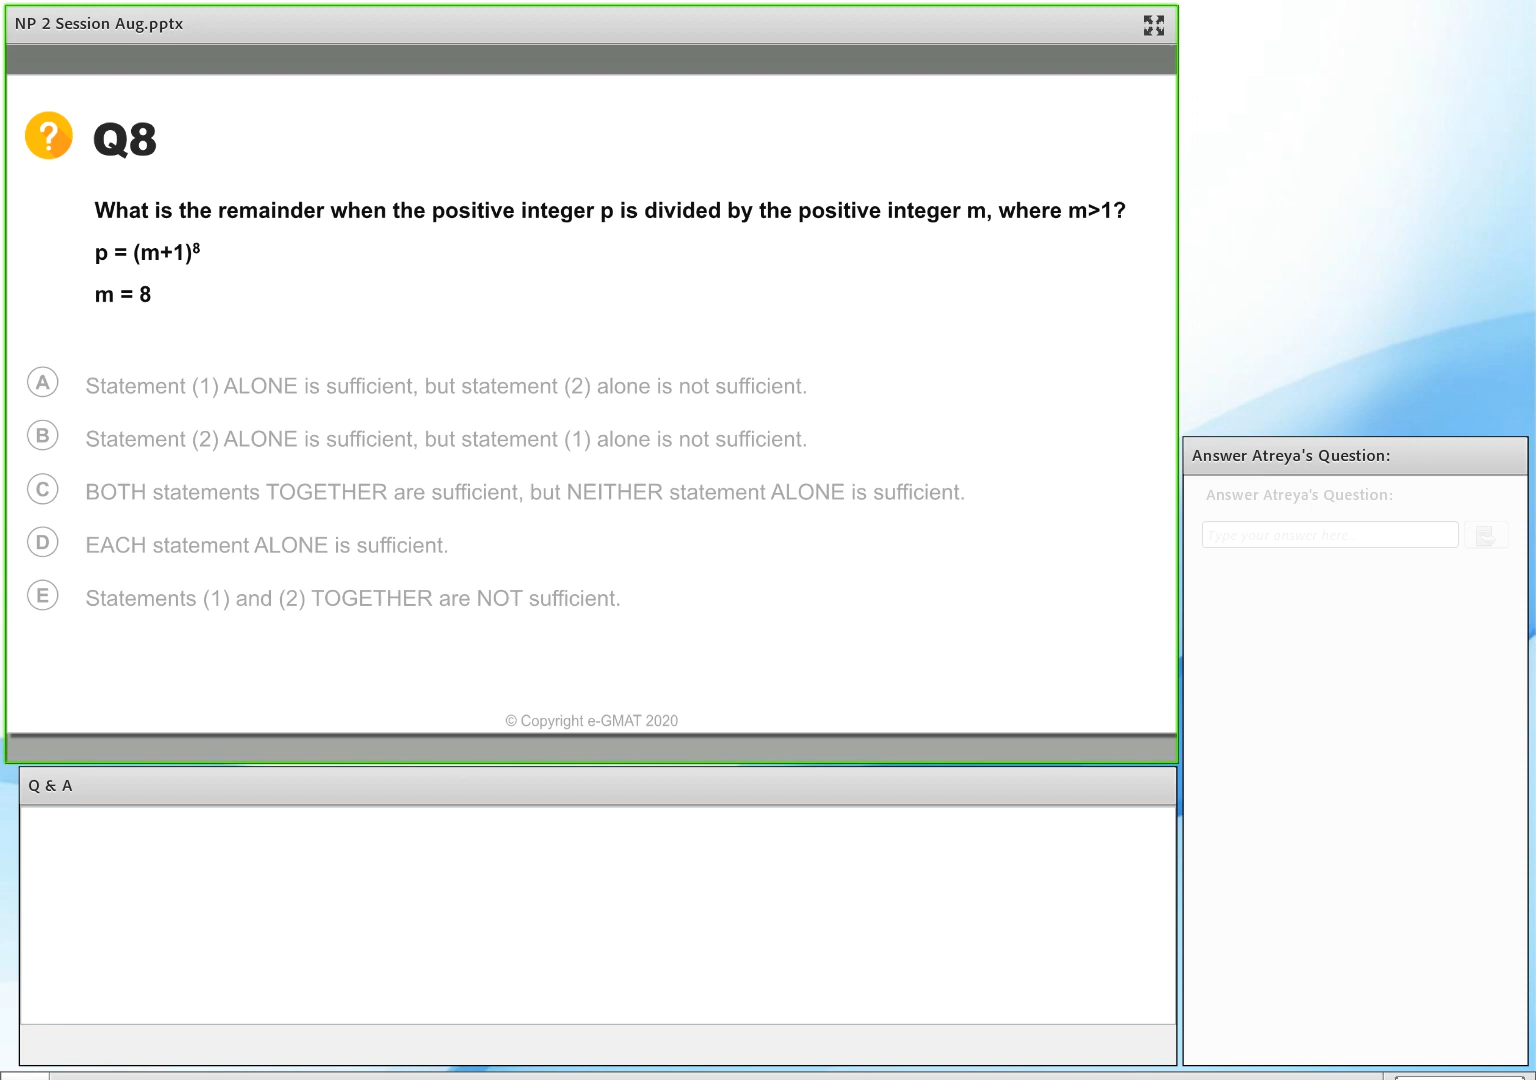 NP 2 Session Aug.pptx
?
Q8
What is the remainder when the positive integer p is divided by the positive integer m, where m>1?
p = (m+1)⁸
m = 8
A Statement (1) ALONE is sufficient, but statement (2) alone is not sufficient.
B Statement (2) ALONE is sufficient, but statement (1) alone is not sufficient.
C BOTH statements TOGETHER are sufficient, but NEITHER statement ALONE is sufficient.
D EACH statement ALONE is sufficient.
E Statements (1) and (2) TOGETHER are NOT sufficient.
© Copyright e-GMAT 2020
Answer Atreya's Question:
Answer Atreya's Question:
Type your answer here...
Q & A